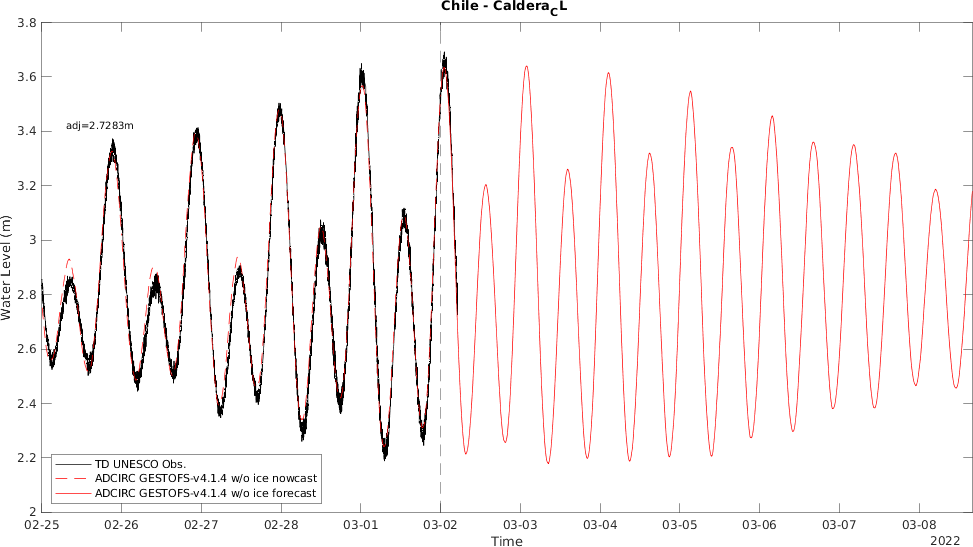 Chile - Caldera_CL
3.8
3.6
3.4
3.2
3
2.8
2.6
2.4
2.2
2
Water Level (m)
adj=2.7283m
TD UNESCO Obs.
ADCIRC GESTOFS-v4.1.4 w/o ice nowcast
ADCIRC GESTOFS-v4.1.4 w/o ice forecast
02-25 02-26 02-27 02-28 03-01 03-02 03-03 03-04 03-05 03-06 03-07 03-08
Time
2022